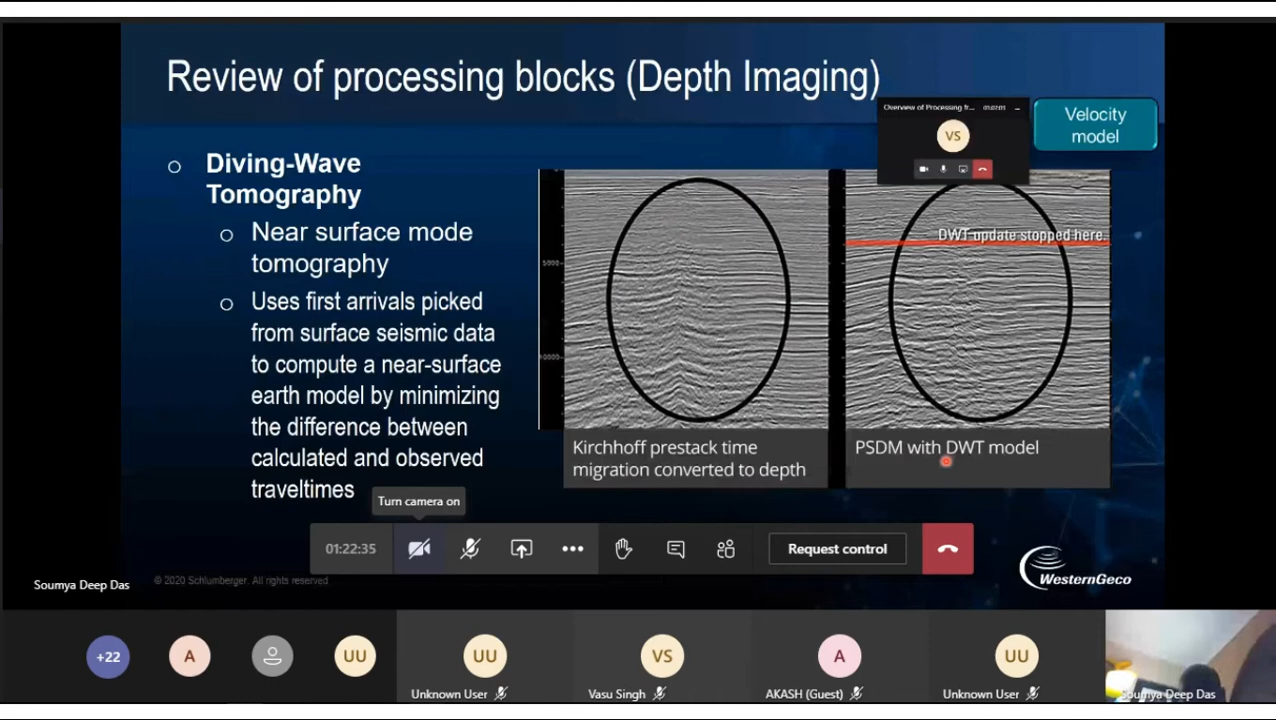 Review of processing blocks (Depth Imaging)
Overview of Processing fr...
VS
Velocity
model
Diving-Wave
Tomography
Near surface mode
tomography
Uses first arrivals picked
from surface seismic data
to compute a near-surface
earth model by minimizing
the difference between
calculated and observed
traveltimes
5000
DWT update stopped here.
Kirchhoff prestack time
migration converted to depth
PSDM with DWT model
Turn camera on
01:22:35
Request control
Soumya Deep Das
© 2020 Schlumberger. All rights reserved
WesternGeco
+22
A
UU
UU
VS
A
UU
Unknown User
Vasu Singh
AKASH (Guest)
Unknown User
Soumya Deep Das